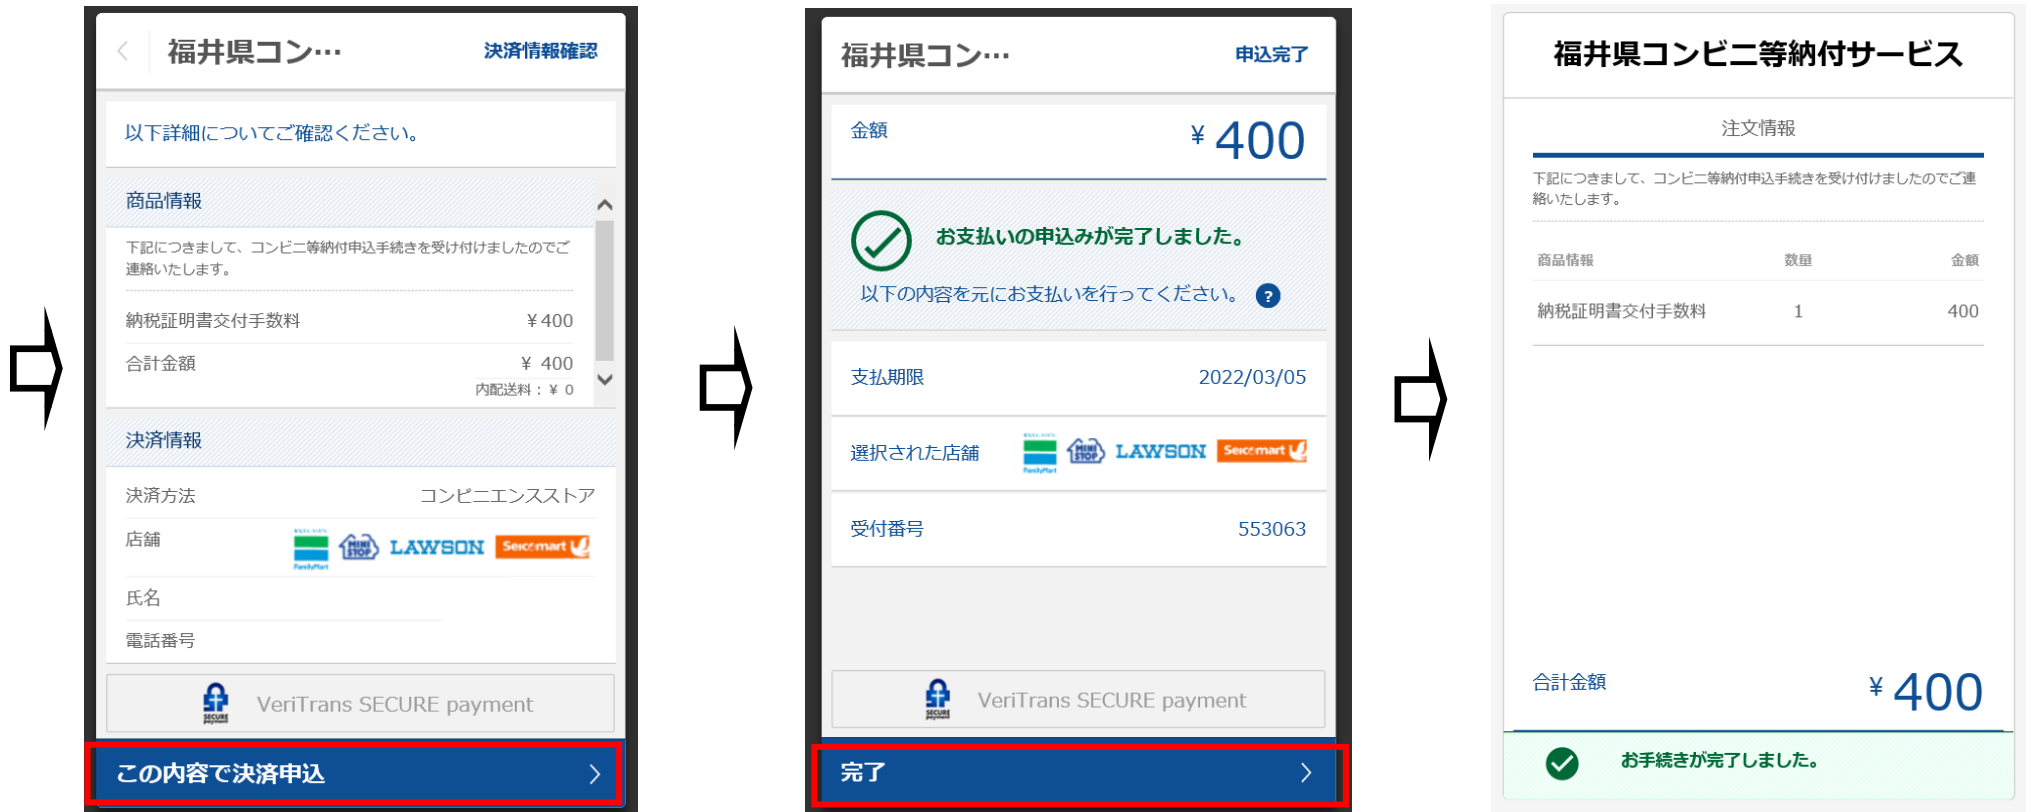 福井県コン…
決済情報確認
以下詳細についてご確認ください。
商品情報
下記につきまして、コンビニ等納付申込手続きを受け付けましたのでご
連絡いたします。
納税証明書交付手数料 ¥400
合計金額 ¥ 400
内配送料：¥ 0
決済情報
決済方法 コンビニエンスストア
店舗 FamilyMart MINI STOP LAWSON Seicomart
氏名
電話番号
SECURE payment VeriTrans SECURE payment
この内容で決済申込
福井県コン…
申込完了
金額 ¥ 400
お支払いの申込みが完了しました。
以下の内容を元にお支払いを行ってください。 ?
支払期限 2022/03/05
選択された店舗 FamilyMart MINI STOP LAWSON Seicomart
受付番号 553063
SECURE payment VeriTrans SECURE payment
完了
福井県コンビニ等納付サービス
注文情報
下記につきまして、コンビニ等納付申込手続きを受け付けましたのでご連
絡いたします。
商品情報 数量 金額
納税証明書交付手数料 1 400
合計金額 ¥ 400
お手続きが完了しました。